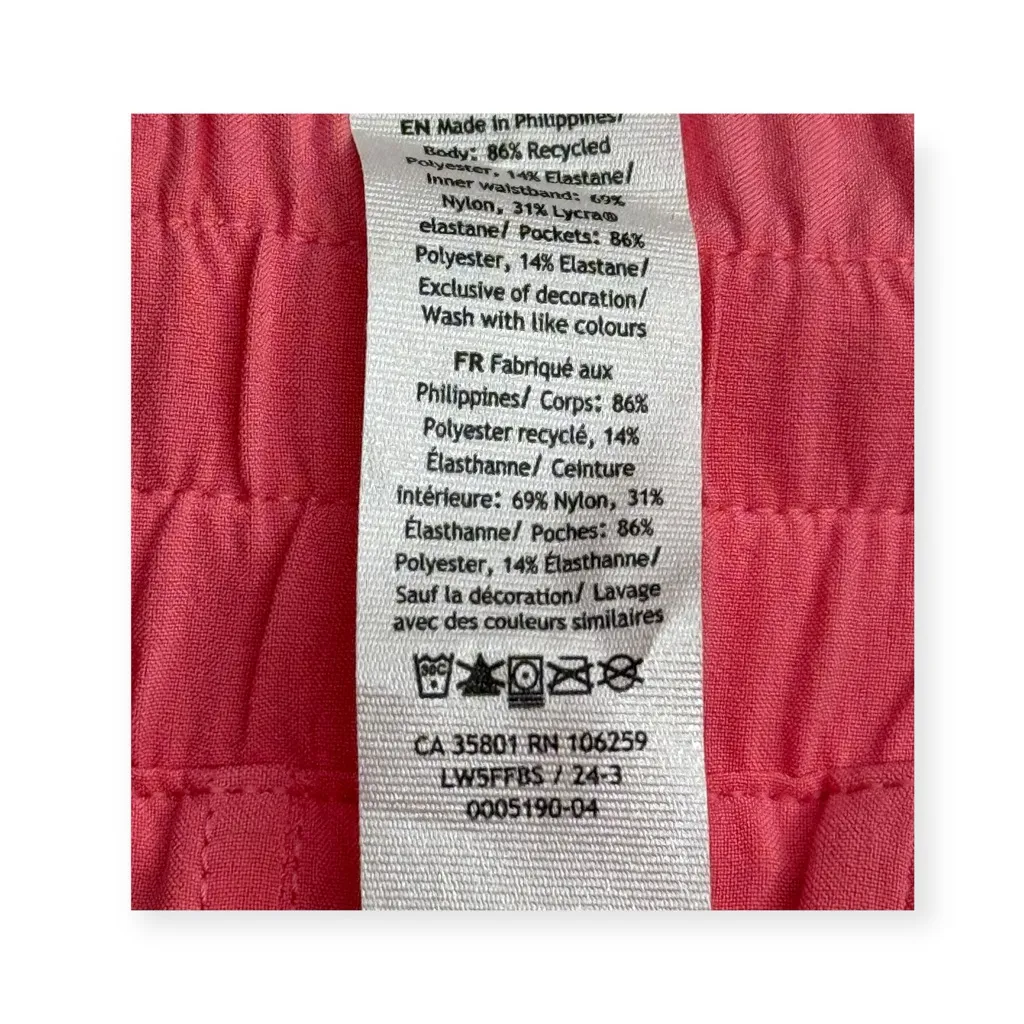 EN Made in Philippines/
Body: 86% Recycled
Polyester, 14% Elastane/
Inner waistband: 69%
Nylon, 31% Lycra®
elastane/ Pockets: 86%
Polyester, 14% Elastane/
Exclusive of decoration/
Wash with like colours
FR Fabriqué aux
Philippines/ Corps: 86%
Polyester recyclé, 14%
Élasthanne/ Ceinture
intérieure: 69% Nylon, 31%
Élasthanne/ Poches: 86%
Polyester, 14% Élasthanne/
Sauf la décoration/ Lavage
avec des couleurs similaires
30C
CA 35801 RN 106259
LW5FFBS / 24-3
0005190-04